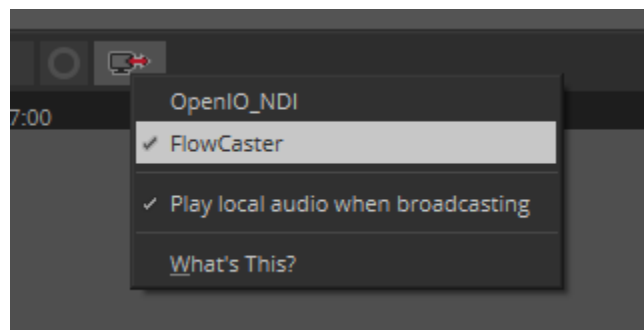 7:00
OpenIO_NDI
FlowCaster
Play local audio when broadcasting
What's This?